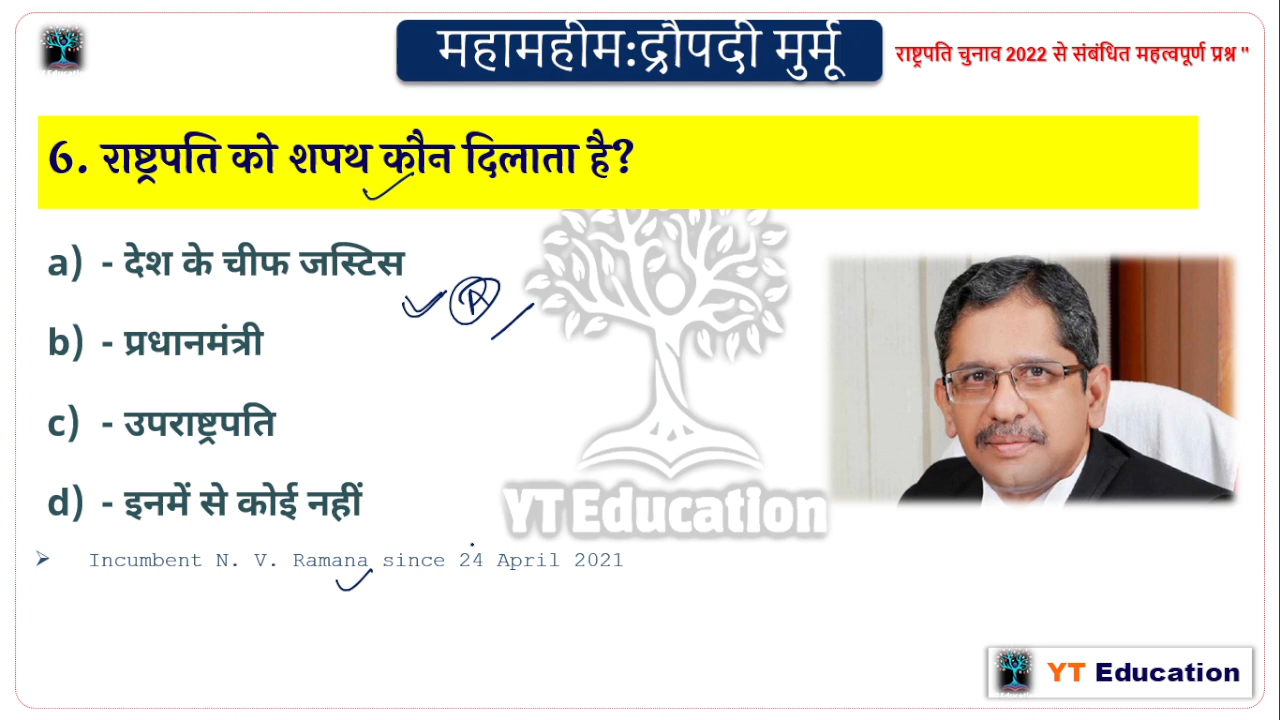 महामहीम:द्रौपदी मुर्मू
राष्ट्रपति चुनाव 2022 से संबंधित महत्वपूर्ण प्रश्न "
6. राष्ट्रपति को शपथ कौन दिलाता है?
a) - देश के चीफ जस्टिस
b) - प्रधानमंत्री
c) - उपराष्ट्रपति
d) - इनमें से कोई नहीं
YT Education
➢ Incumbent N. V. Ramana since 24 April 2021
YT Education